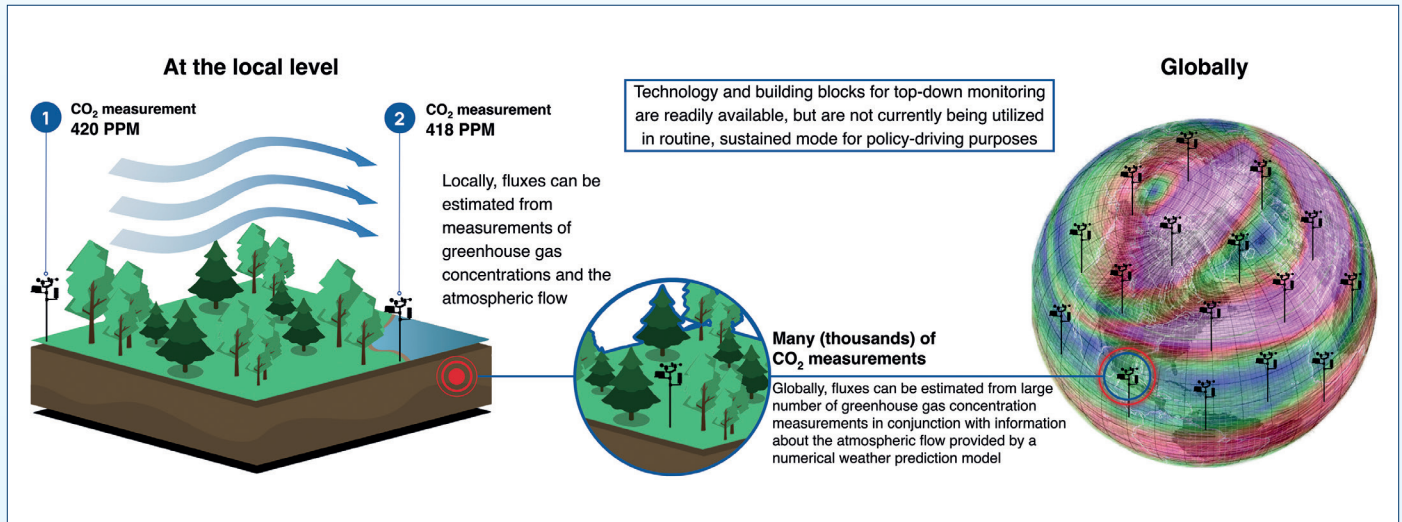 At the local level
1
CO₂ measurement
420 PPM
2
CO₂ measurement
418 PPM
Locally, fluxes can be
estimated from
measurements of
greenhouse gas
concentrations and the
atmospheric flow
Technology and building blocks for top-down monitoring
are readily available, but are not currently being utilized
in routine, sustained mode for policy-driving purposes
Many (thousands) of
CO₂ measurements
Globally, fluxes can be estimated from large
number of greenhouse gas concentration
measurements in conjunction with information
about the atmospheric flow provided by a
numerical weather prediction model
Globally